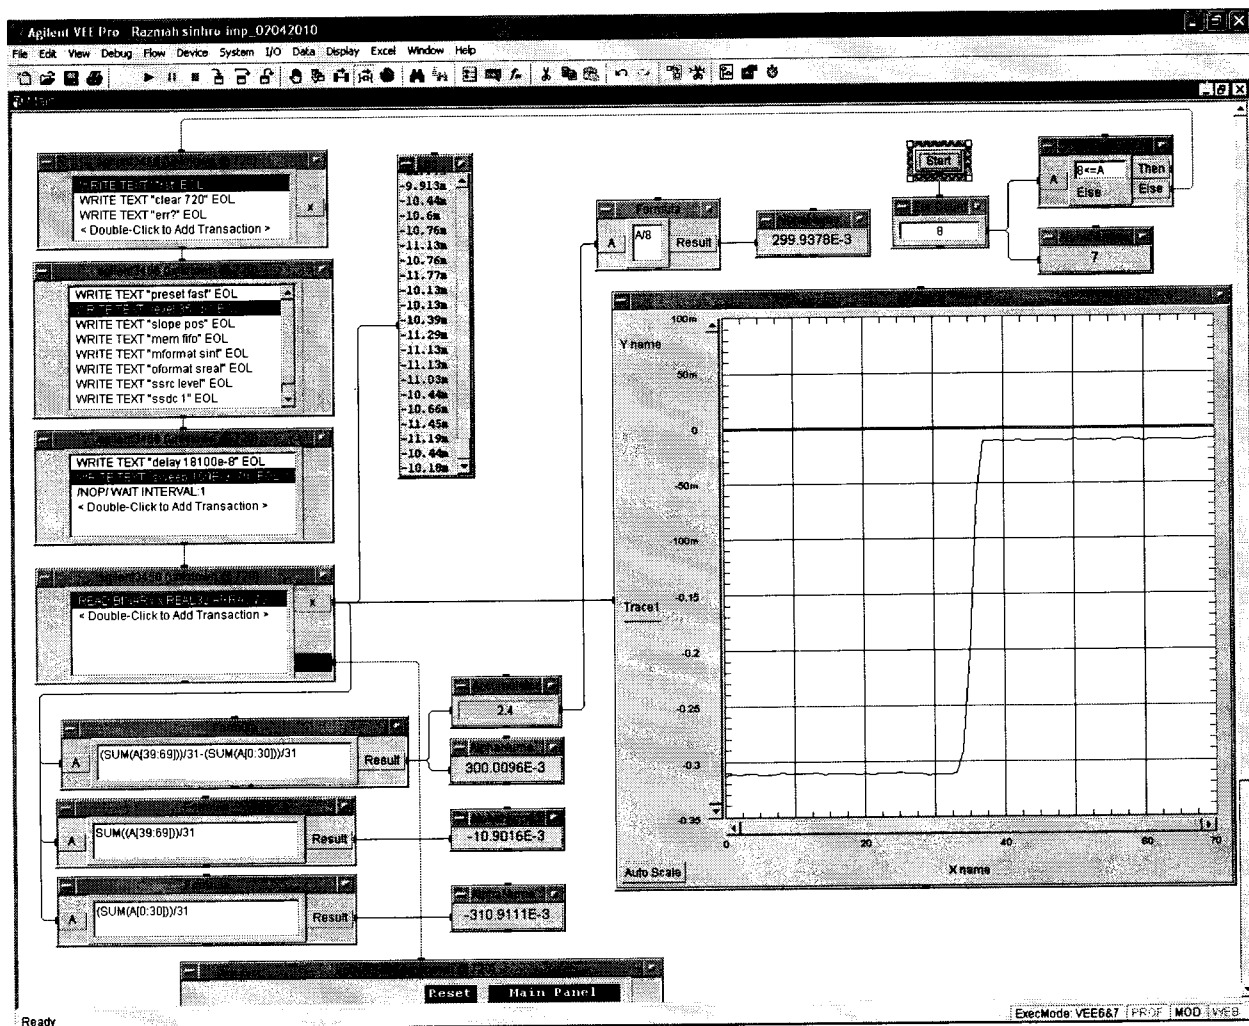 Agilent VEE Pro - Razmah sinhro imp_02042010
File Edit View Debug Flow Device System I/O Data Display Excel Window Help
WRITE TEXT "clear 720" EOL
WRITE TEXT "err?" EOL
< Double-Click to Add Transaction >
x
WRITE TEXT "preset fast" EOL
WRITE TEXT "slope pos" EOL
WRITE TEXT "mem fifo" EOL
WRITE TEXT "mformat sint" EOL
WRITE TEXT "oformat sreal" EOL
WRITE TEXT "ssrc level" EOL
WRITE TEXT "ssdc 1" EOL
WRITE TEXT "delay 18100e-8" EOL
/NOP/ WAIT INTERVAL:1
< Double-Click to Add Transaction >
x
< Double-Click to Add Transaction >
-9.913m
-10.44m
-10.6m
-10.76m
-11.13m
-10.76m
-11.77m
-10.13m
-10.13m
-10.39m
-11.29m
-11.13m
-11.13m
-11.03m
-10.44m
-10.66m
-11.45m
-11.19m
-10.44m
-10.18m
Formula
A
A/8
Result
299.9378E-3
Start
8
A
8<=A
Then
Else
Else
7
Y name
100m
50m
0
-50m
-100m
-0.15
-0.2
-0.25
-0.3
-0.35
Trace1
0 20 40 60 70
X name
Auto Scale
2.4
A
(SUM(A[39:69]))/31-(SUM(A[0:30]))/31
Result
300.0096E-3
A
SUM((A[39:69]))/31
Result
-10.9016E-3
A
(SUM(A[0:30]))/31
Result
-310.9111E-3
Reset
Main Panel
Ready
ExecMode: VEE6&7 PROF MOD WEB